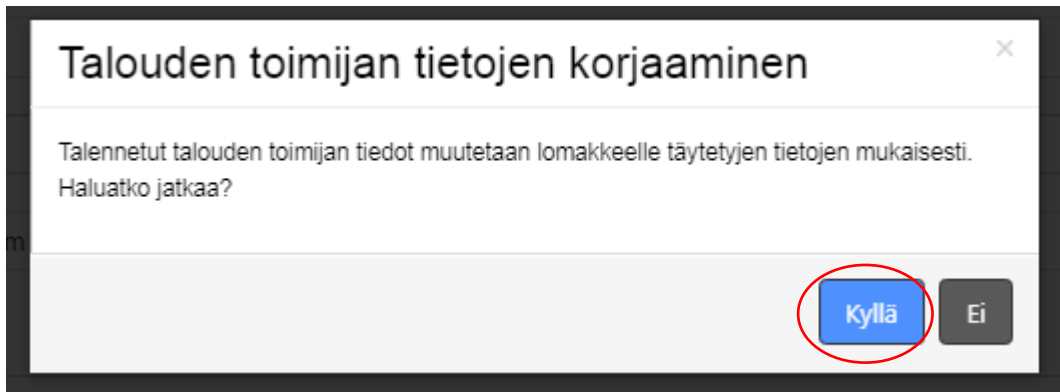 Talouden toimijan tietojen korjaaminen
×
Talennetut talouden toimijan tiedot muutetaan lomakkeelle täytetyjen tietojen mukaisesti.
Haluatko jatkaa?
m
Kyllä
Ei